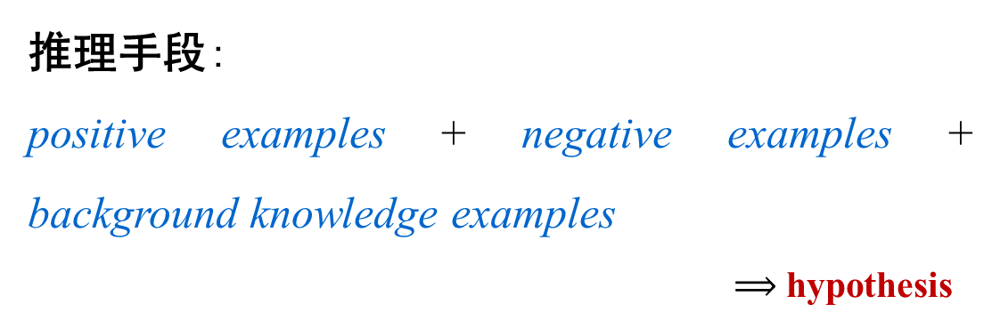 推理手段:
positive examples + negative examples +
background knowledge examples
⟹ hypothesis